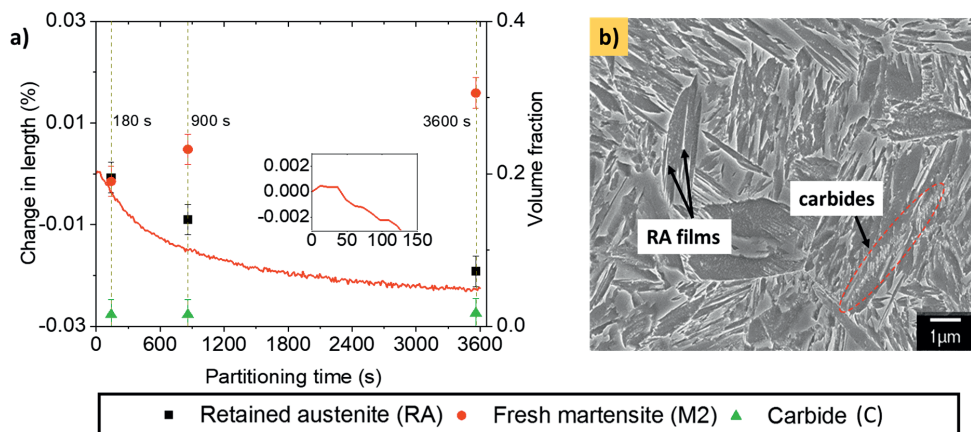 a)
Change in length (%)
0.03
0.01
-0.01
-0.03
180 s
900 s
3600 s
0.002
0.000
-0.002
0
50
100
150
0
600
1200
1800
2400
3000
3600
Partitioning time (s)
0.4
0.2
0.0
Volume fraction
b)
RA films
carbides
1µm
Retained austenite (RA)
Fresh martensite (M2)
Carbide (C)